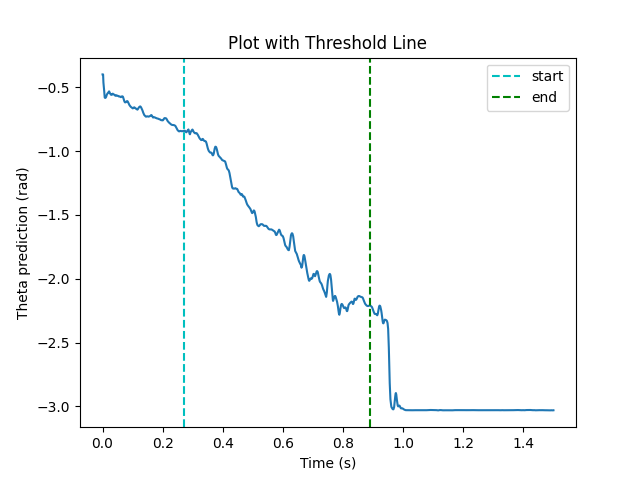 Plot with Threshold Line
start
end
Theta prediction (rad)
−0.5
−1.0
−1.5
−2.0
−2.5
−3.0
0.0 0.2 0.4 0.6 0.8 1.0 1.2 1.4
Time (s)